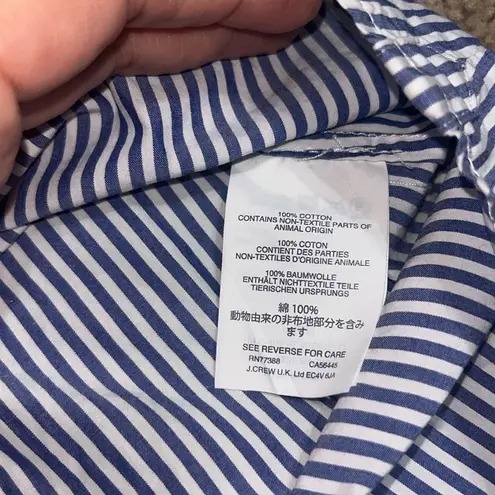 100% COTTON
CONTAINS NON-TEXTILE PARTS OF
ANIMAL ORIGIN
100% COTON
CONTIENT DES PARTIES
NON-TEXTILES D'ORIGINE ANIMALE
100% BAUMWOLLE
ENTHÄLT NICHTTEXTILE TEILE
TIERISCHEN URSPRUNGS
綿 100%
動物由来の非布地部分を含み
ます
SEE REVERSE FOR CARE
RN77388 CA56445
J.CREW U.K. Ltd EC4V 6JA